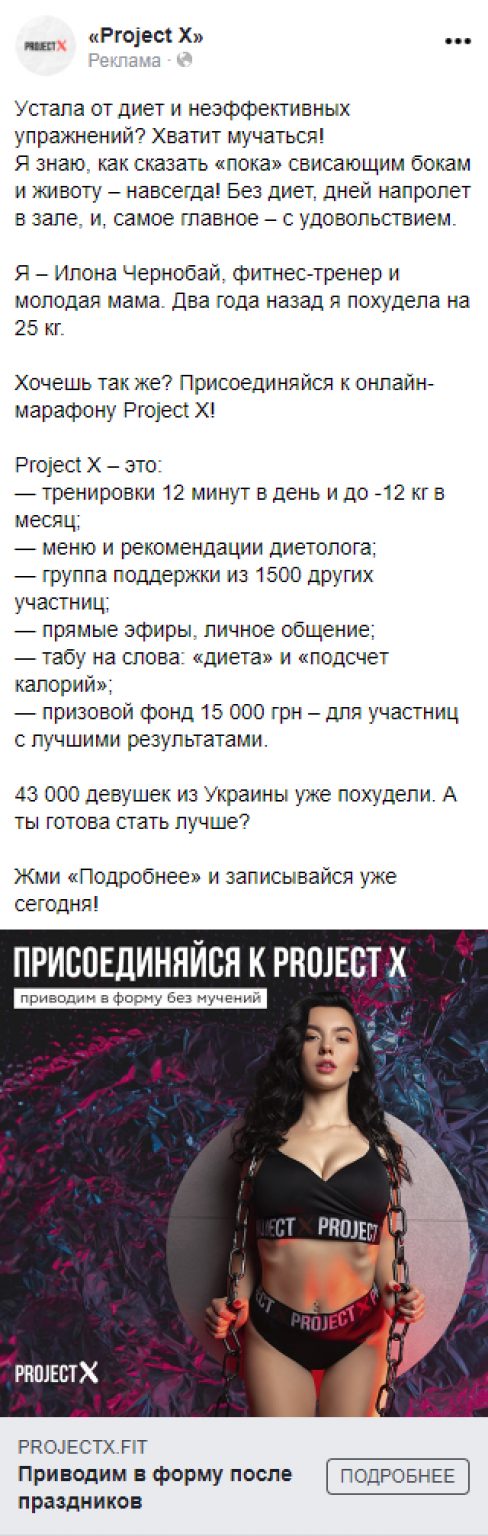 PROJECTX
«Project X»
Реклама ·
Устала от диет и неэффективных
упражнений? Хватит мучаться!
Я знаю, как сказать «пока» свисающим бокам
и животу – навсегда! Без диет, дней напролет
в зале, и, самое главное – с удовольствием.
Я – Илона Чернобай, фитнес-тренер и
молодая мама. Два года назад я похудела на
25 кг.
Хочешь так же? Присоединяйся к онлайн-
марафону Project X!
Project X – это:
— тренировки 12 минут в день и до -12 кг в
месяц;
— меню и рекомендации диетолога;
— группа поддержки из 1500 других
участниц;
— прямые эфиры, личное общение;
— табу на слова: «диета» и «подсчет
калорий»;
— призовой фонд 15 000 грн – для участниц
с лучшими результатами.
43 000 девушек из Украины уже похудели. А
ты готова стать лучше?
Жми «Подробнее» и записывайся уже
сегодня!
ПРИСОЕДИНЯЙСЯ К PROJECT X
приводим в форму без мучений
JECT X PROJECT
ECT PROJECT X P
PROJECT X
PROJECTX.FIT
Приводим в форму после
праздников
ПОДРОБНЕЕ